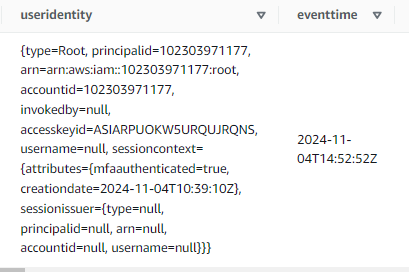 useridentity
eventtime
{type=Root, principalid=102303971177,
arn=arn:aws:iam::102303971177:root,
accountid=102303971177,
invokedby=null,
accesskeyid=ASIARPUOKW5URQUJRQNS,
username=null, sessioncontext=
{attributes={mfaauthenticated=true,
creationdate=2024-11-04T10:39:10Z},
sessionissuer={type=null,
principalid=null, arn=null,
accountid=null, username=null}}}
2024-11-
04T14:52:52Z